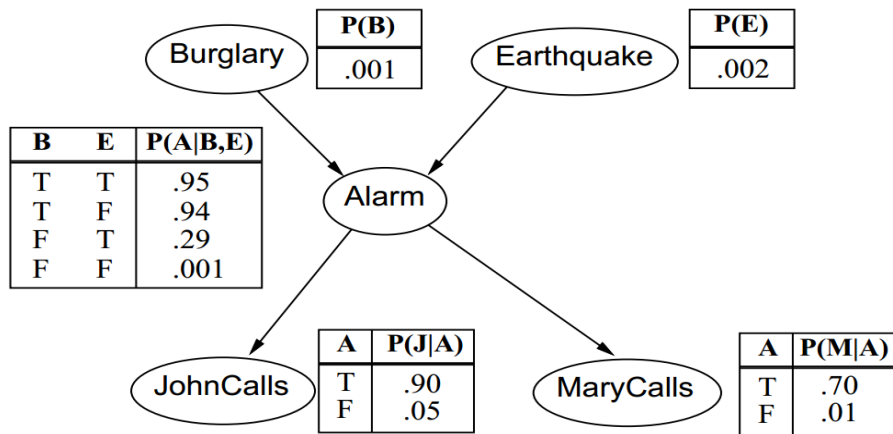 Burglary
P(B)
.001
Earthquake
P(E)
.002
B E P(A|B,E)
T T .95
T F .94
F T .29
F F .001
Alarm
JohnCalls
A P(J|A)
T .90
F .05
MaryCalls
A P(M|A)
T .70
F .01